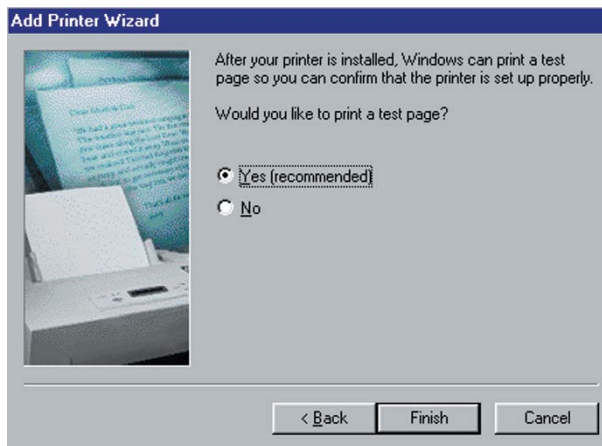 Add Printer Wizard
After your printer is installed, Windows can print a test
page so you can confirm that the printer is set up properly.
Would you like to print a test page?
Yes (recommended)
No
< Back Finish Cancel